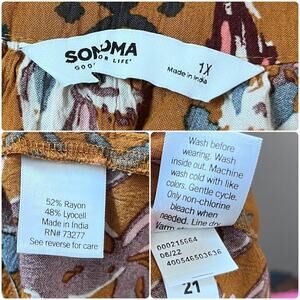 SONOMA
GOODS FOR LIFE
1X
Made in India
52% Rayon
48% Lyocell
Made in India
RN# 73277
See reverse for care
Wash before
wearing. Wash
inside out. Machine
wash cold with like
colors. Gentle cycle.
Only non-chlorine
bleach when
needed. Line dry.
000215664
06/22
400546503636
21